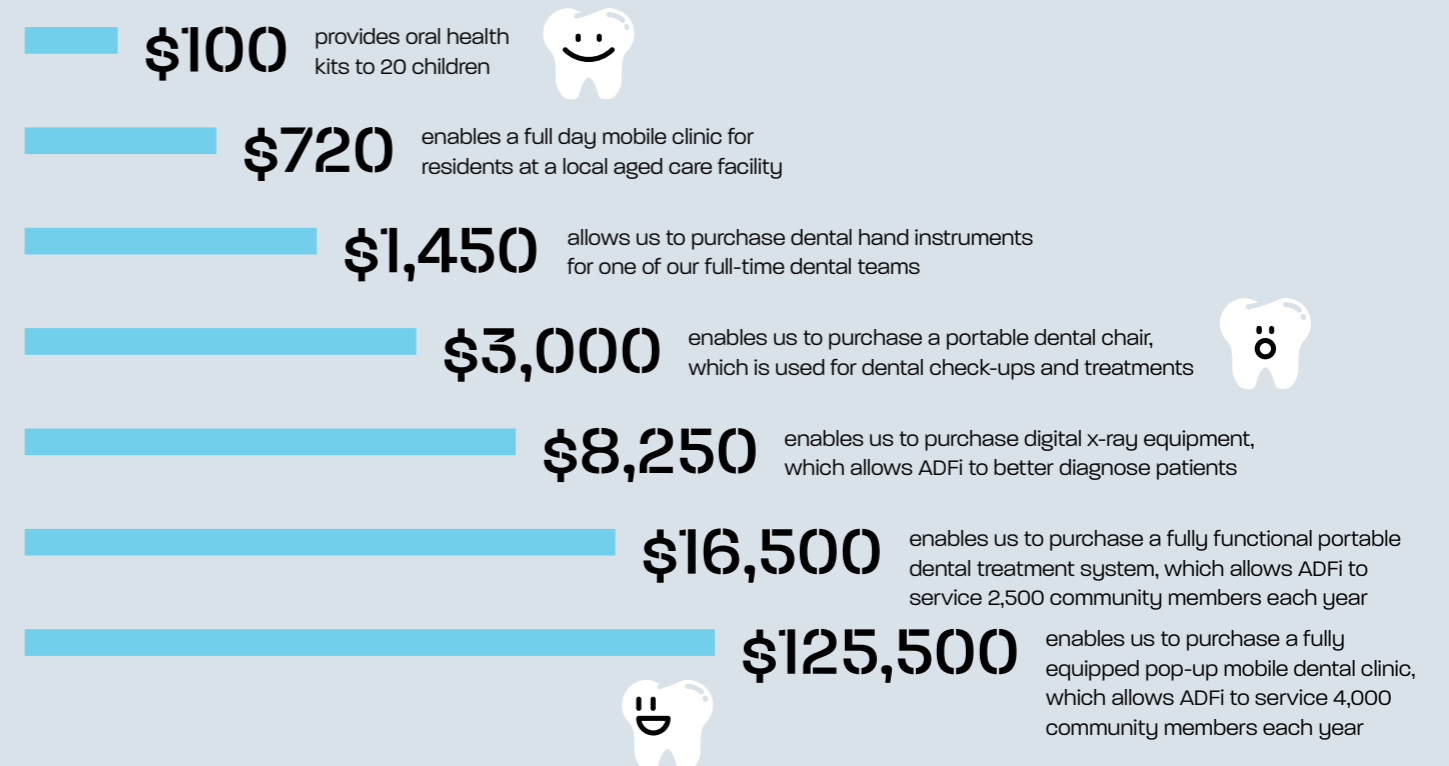 $100
provides oral health
kits to 20 children
$720
enables a full day mobile clinic for
residents at a local aged care facility
$1,450
allows us to purchase dental hand instruments
for one of our full-time dental teams
$3,000
enables us to purchase a portable dental chair,
which is used for dental check-ups and treatments
$8,250
enables us to purchase digital x-ray equipment,
which allows ADFi to better diagnose patients
$16,500
enables us to purchase a fully functional portable
dental treatment system, which allows ADFi to
service 2,500 community members each year
$125,500
enables us to purchase a fully
equipped pop-up mobile dental clinic,
which allows ADFi to service 4,000
community members each year